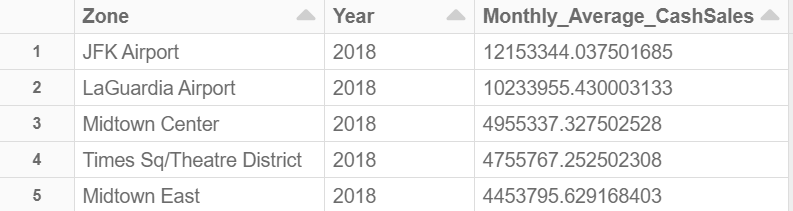 Zone Year Monthly_Average_CashSales
1 JFK Airport 2018 12153344.037501685
2 LaGuardia Airport 2018 10233955.430003133
3 Midtown Center 2018 4955337.327502528
4 Times Sq/Theatre District 2018 4755767.252502308
5 Midtown East 2018 4453795.629168403